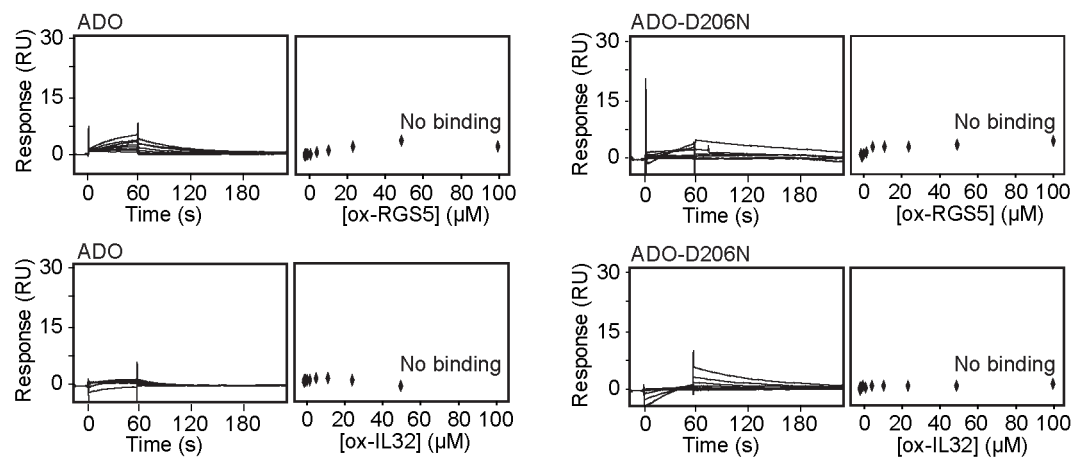 ADO
Response (RU)
30
15
0
0 60 120 180
Time (s)
No binding
0 20 40 60 80 100
[ox-RGS5] (µM)
ADO-D206N
Response (RU)
30
15
0
0 60 120 180
Time (s)
No binding
0 20 40 60 80 100
[ox-RGS5] (µM)
ADO
Response (RU)
30
15
0
0 60 120 180
Time (s)
No binding
0 20 40 60 80 100
[ox-IL32] (µM)
ADO-D206N
Response (RU)
30
15
0
0 60 120 180
Time (s)
No binding
0 20 40 60 80 100
[ox-IL32] (µM)